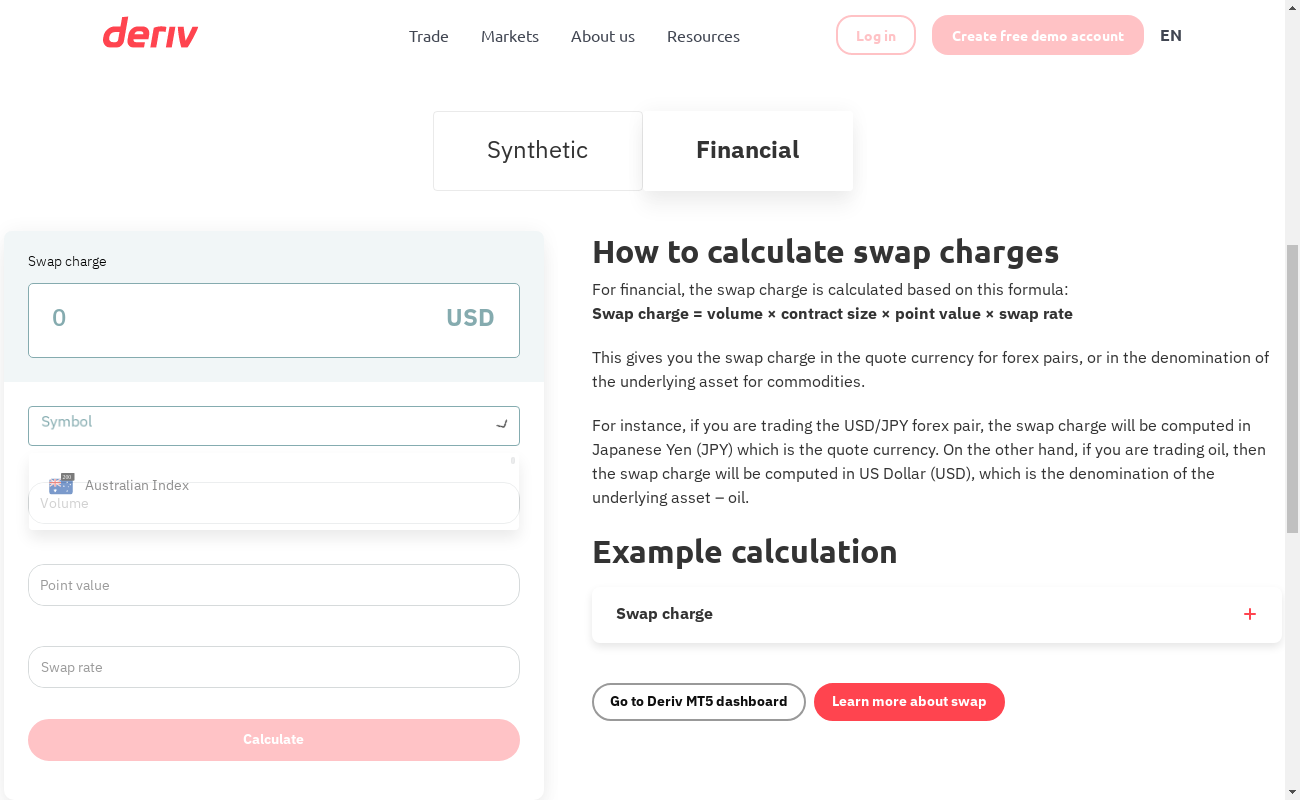 deriv
Trade
Markets
About us
Resources
Log in
Create free demo account
EN
Synthetic
Financial
Swap charge
0
USD
Symbol
Australian Index
Volume
Point value
Swap rate
Calculate
How to calculate swap charges
For financial, the swap charge is calculated based on this formula:
Swap charge = volume × contract size × point value × swap rate
This gives you the swap charge in the quote currency for forex pairs, or in the denomination of
the underlying asset for commodities.
For instance, if you are trading the USD/JPY forex pair, the swap charge will be computed in
Japanese Yen (JPY) which is the quote currency. On the other hand, if you are trading oil, then
the swap charge will be computed in US Dollar (USD), which is the denomination of the
underlying asset – oil.
Example calculation
Swap charge
+
Go to Deriv MT5 dashboard
Learn more about swap